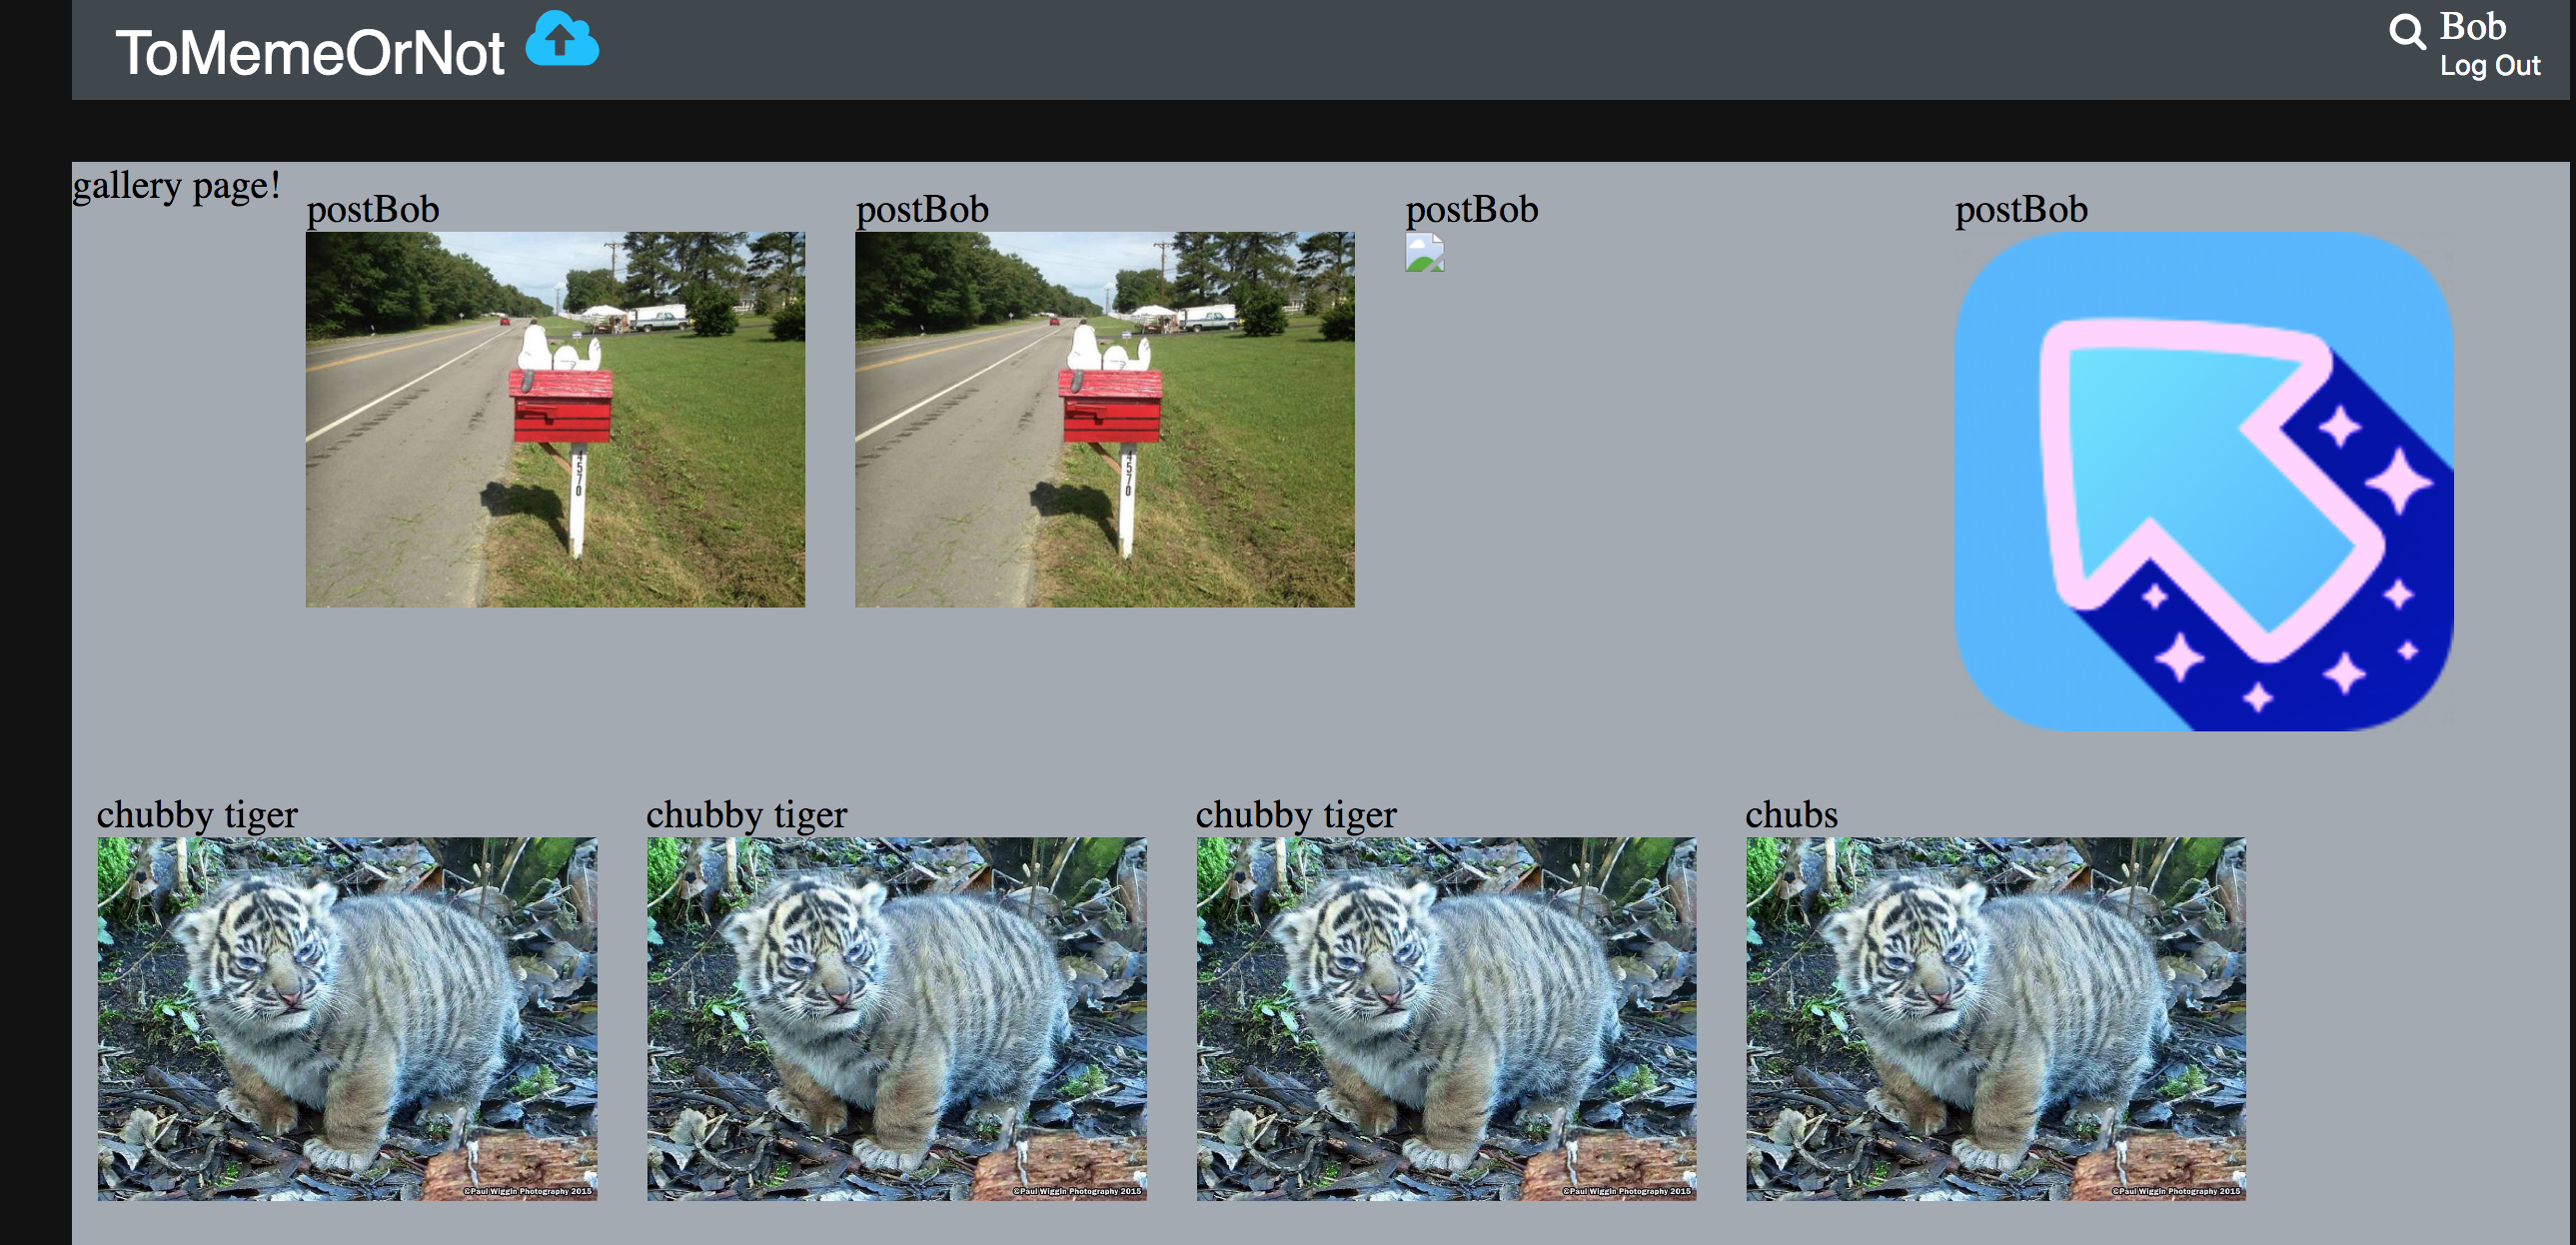 ToMemeOrNot
Bob
Log Out
gallery page!
postBob
postBob
postBob
postBob
4570
4570
chubby tiger
chubby tiger
chubby tiger
chubs
©Paul Wiggin Photography 2015
©Paul Wiggin Photography 2015
©Paul Wiggin Photography 2015
©Paul Wiggin Photography 2015